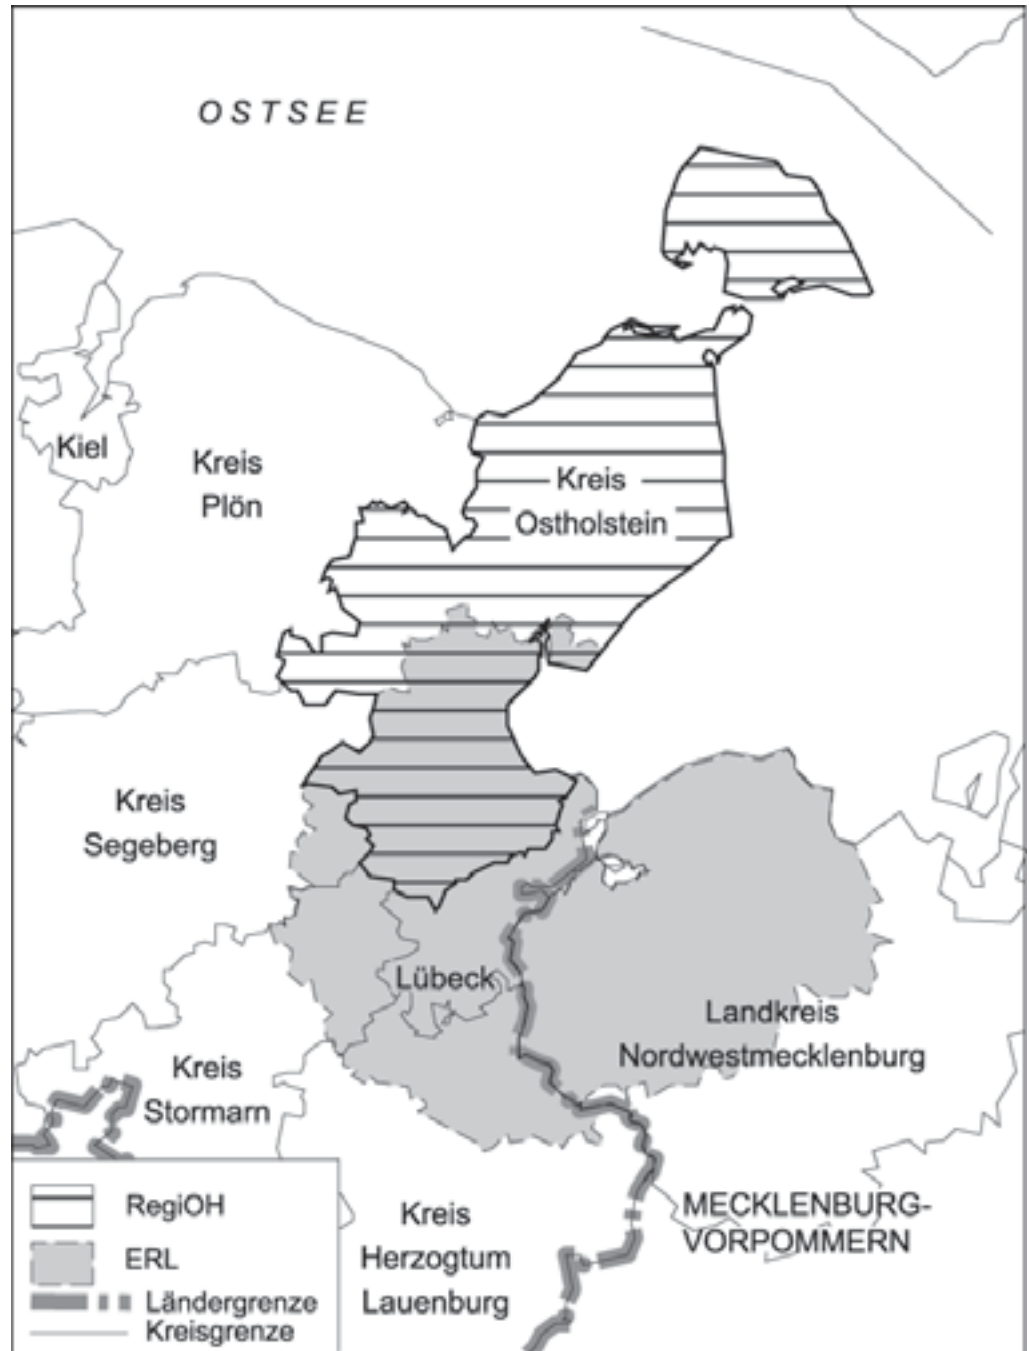 OSTSEE
Kiel
Kreis
Plön
Kreis
Ostholstein
Kreis
Segeberg
Lübeck
Landkreis
Nordwestmecklenburg
Kreis
Stormarn
MECKLENBURG-
VORPOMMERN
Kreis
Herzogtum
Lauenburg
RegiOH
ERL
Ländergrenze
Kreisgrenze